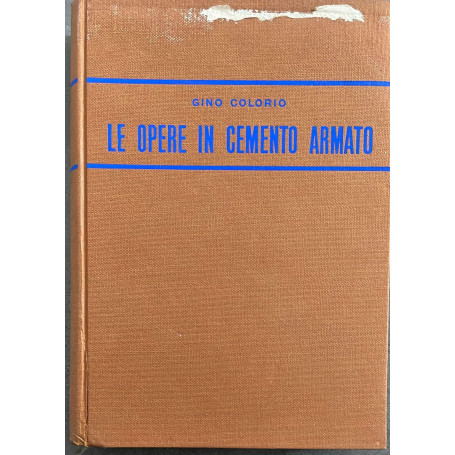 GINO COLORIO
LE OPERE IN CEMENTO ARMATO